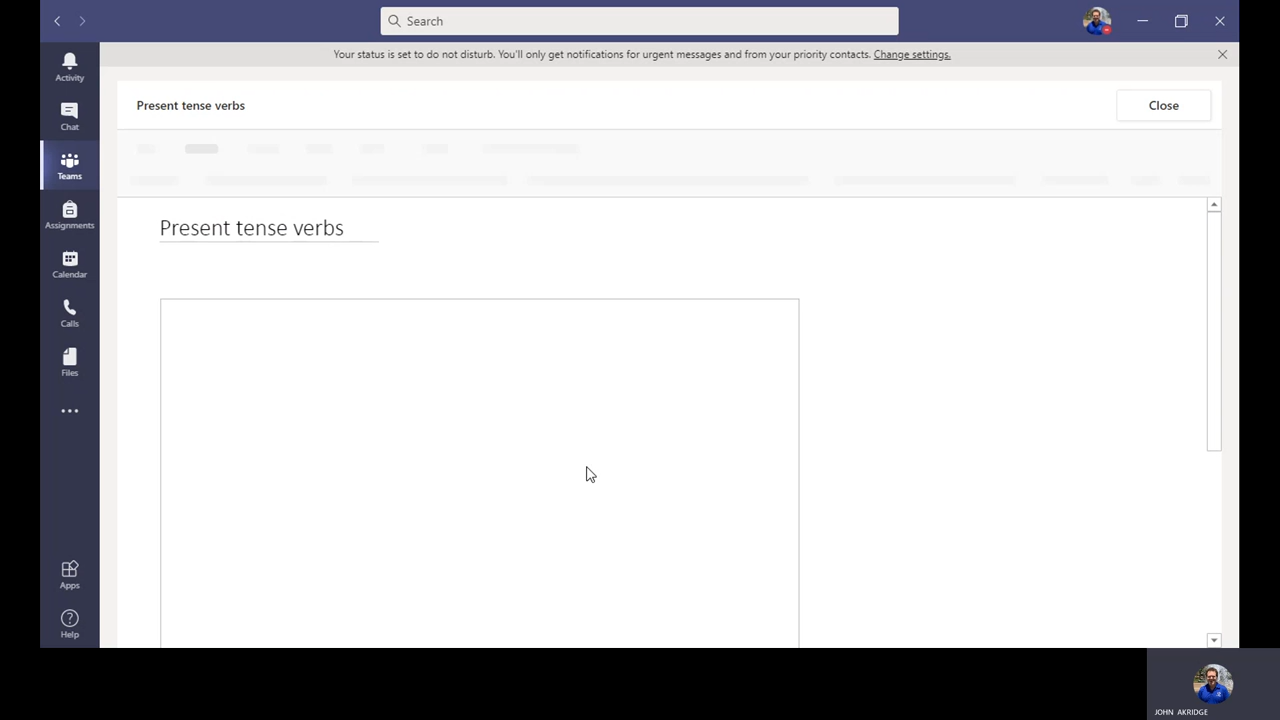 Search
Your status is set to do not disturb. You'll only get notifications for urgent messages and from your priority contacts. Change settings.
Activity
Chat
Teams
Assignments
Calendar
Calls
Files
Apps
Help
Present tense verbs
Close
Present tense verbs
JOHN AKRIDGE